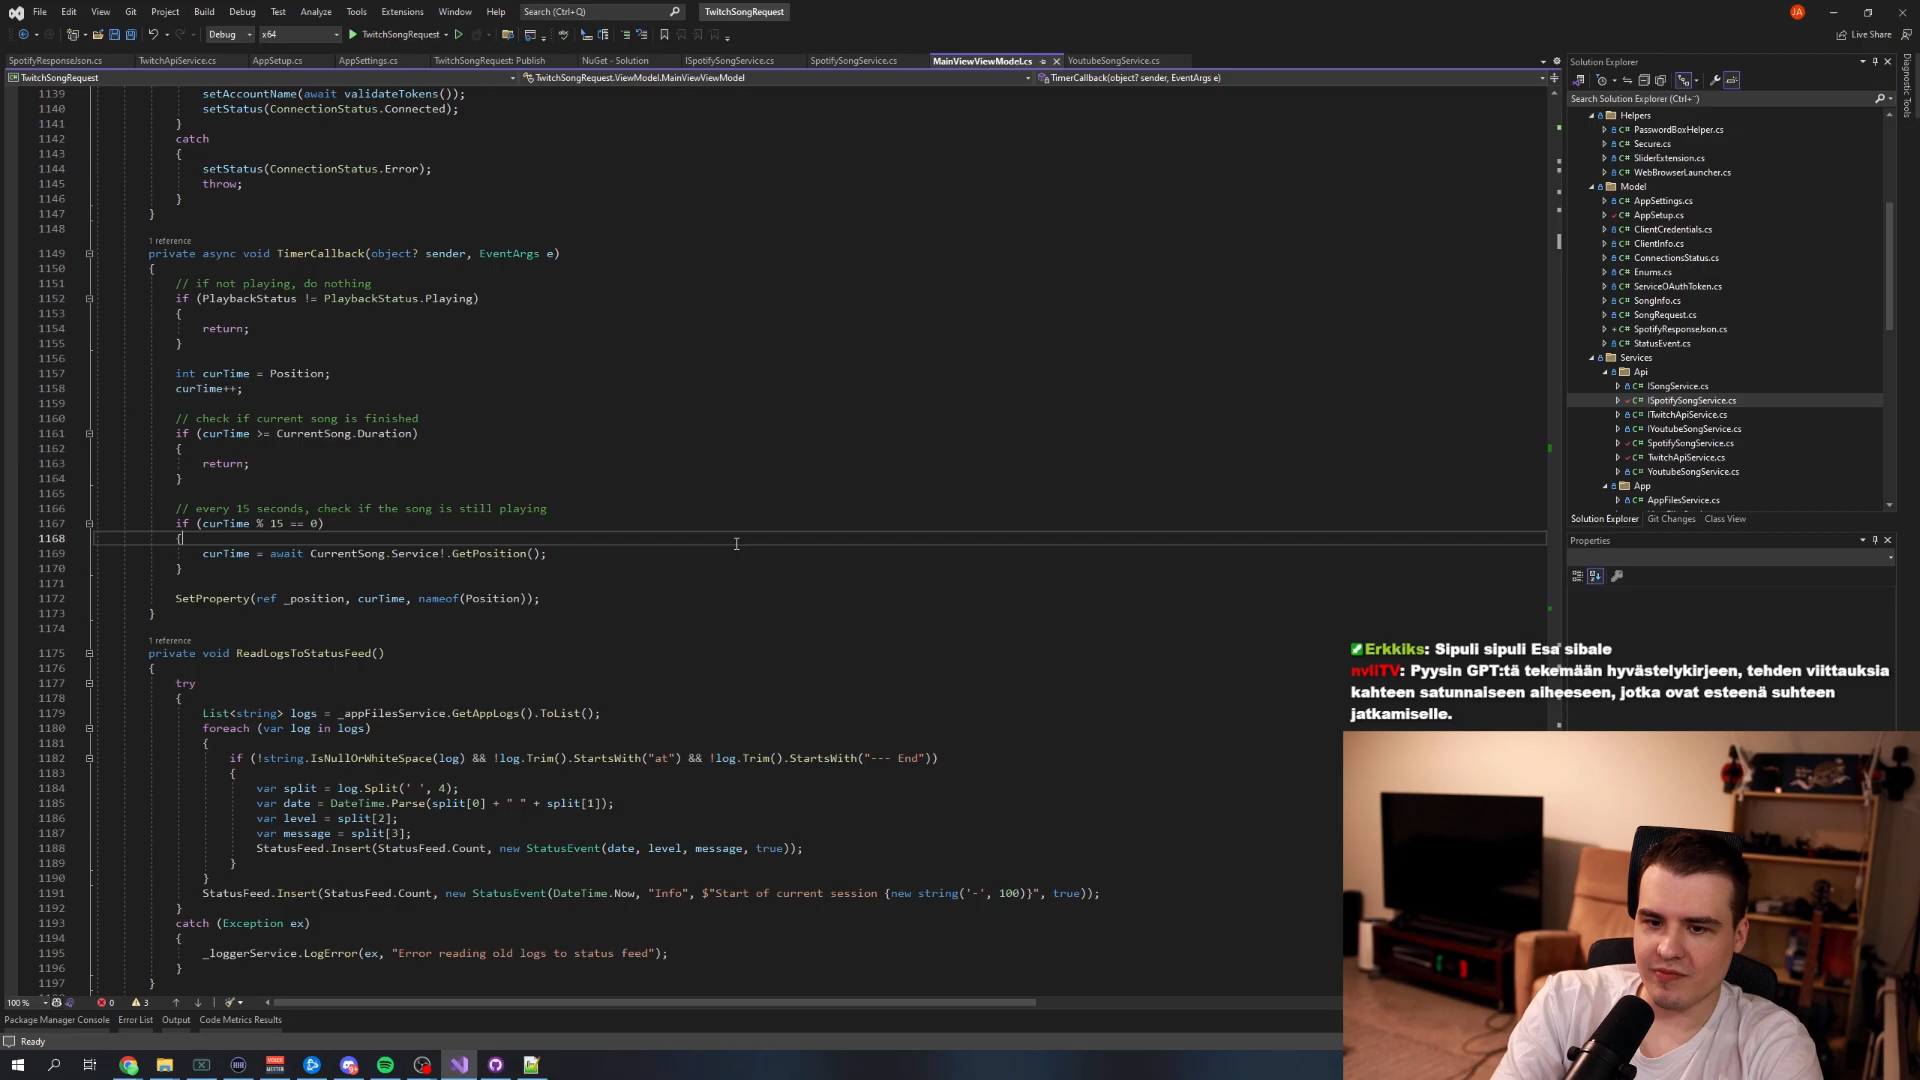 File Edit View Git Project Build Debug Test Analyze Tools Extensions Window Help Search (Ctrl+Q) TwitchSongRequest JA
Debug x64 TwitchSongRequest Live Share
SpotifyResponseJson.cs TwitchApiService.cs AppSetup.cs AppSettings.cs TwitchSongRequest: Publish NuGet - Solution ISpotifySongService.cs SpotifySongService.cs MainViewViewModel.cs YoutubeSongService.cs
TwitchSongRequest TwitchSongRequest.ViewModel.MainViewViewModel TimerCallback(object? sender, EventArgs e)
1139 setAccountName(await validateTokens());
1140 setStatus(ConnectionStatus.Connected);
1141 }
1142 catch
1143 {
1144 setStatus(ConnectionStatus.Error);
1145 throw;
1146 }
1147 }
1148
1 reference
1149 private async void TimerCallback(object? sender, EventArgs e)
1150 {
1151 // if not playing, do nothing
1152 if (PlaybackStatus != PlaybackStatus.Playing)
1153 {
1154 return;
1155 }
1156
1157 int curTime = Position;
1158 curTime++;
1159
1160 // check if current song is finished
1161 if (curTime >= CurrentSong.Duration)
1162 {
1163 return;
1164 }
1165
1166 // every 15 seconds, check if the song is still playing
1167 if (curTime % 15 == 0)
1168 {
1169 curTime = await CurrentSong.Service!.GetPosition();
1170 }
1171
1172 SetProperty(ref _position, curTime, nameof(Position));
1173 }
1174
1 reference
1175 private void ReadLogsToStatusFeed()
1176 {
1177 try
1178 {
1179 List<string> logs = _appFilesService.GetAppLogs().ToList();
1180 foreach (var log in logs)
1181 {
1182 if (!string.IsNullOrWhiteSpace(log) && !log.Trim().StartsWith("at") && !log.Trim().StartsWith("--- End"))
1183 {
1184 var split = log.Split(' ', 4);
1185 var date = DateTime.Parse(split[0] + " " + split[1]);
1186 var level = split[2];
1187 var message = split[3];
1188 StatusFeed.Insert(StatusFeed.Count, new StatusEvent(date, level, message, true));
1189 }
1190 }
1191 StatusFeed.Insert(StatusFeed.Count, new StatusEvent(DateTime.Now, "Info", $"Start of current session {new string('-', 100)}", true));
1192 }
1193 catch (Exception ex)
1194 {
1195 _loggerService.LogError(ex, "Error reading old logs to status feed");
1196 }
1197 }
100 % 0 3
Package Manager Console Error List Output Code Metrics Results
Ready
Solution Explorer
Search Solution Explorer (Ctrl+¨)
Helpers
C# PasswordBoxHelper.cs
C# Secure.cs
C# SliderExtension.cs
C# WebBrowserLauncher.cs
Model
C# AppSettings.cs
C# AppSetup.cs
C# ClientCredentials.cs
C# ClientInfo.cs
C# ConnectionsStatus.cs
C# Enums.cs
C# ServiceOAuthToken.cs
C# SongInfo.cs
C# SongRequest.cs
C# SpotifyResponseJson.cs
C# StatusEvent.cs
Services
Api
C# ISongService.cs
C# ISpotifySongService.cs
C# ITwitchApiService.cs
C# IYoutubeSongService.cs
C# SpotifySongService.cs
C# TwitchApiService.cs
C# YoutubeSongService.cs
App
C# AppFilesService.cs
Solution Explorer Git Changes Class View
Properties
Diagnostic Tools
Erkkiks: Sipuli sipuli Esa sibale
nviiTV: Pyysin GPT:tä tekemään hyvästelykirjeen, tehden viittauksia
kahteen satunnaiseen aiheeseen, jotka ovat esteenä suhteen
jatkamiselle.